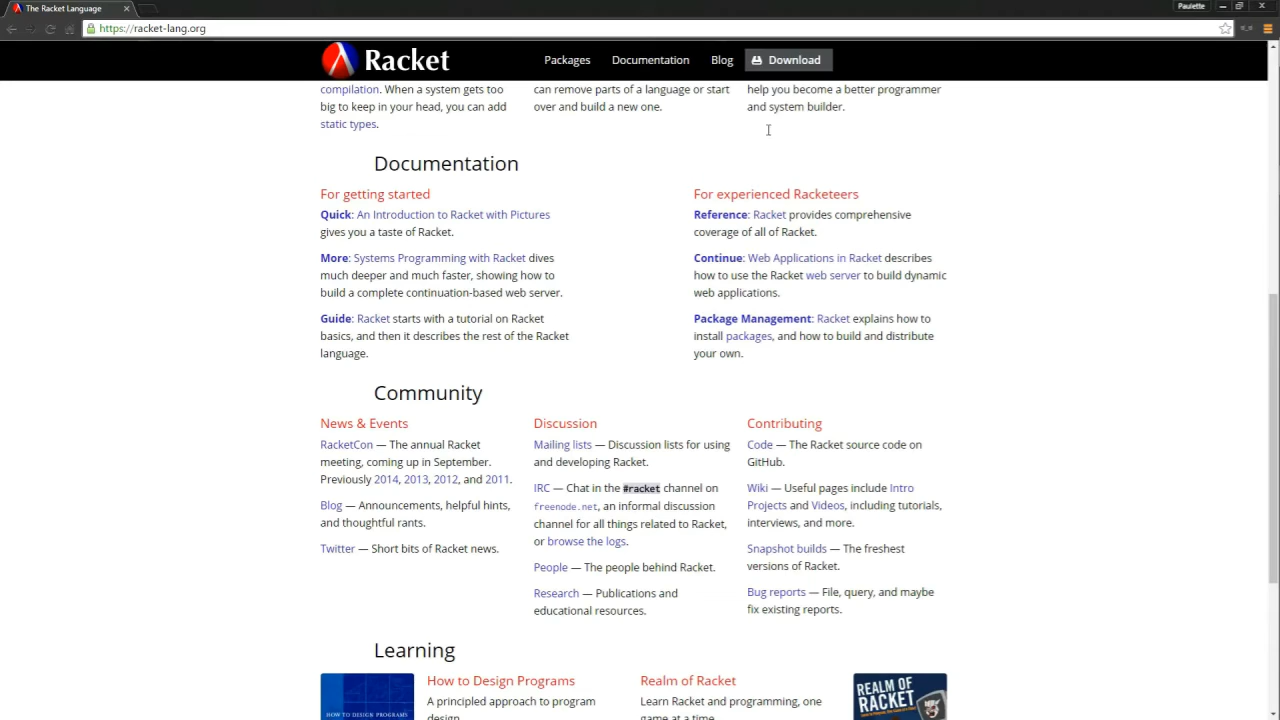 The Racket Language
Paulette
https://racket-lang.org
Racket
Packages
Documentation
Blog
Download
compilation. When a system gets too
big to keep in your head, you can add
static types.
can remove parts of a language or start
over and build a new one.
help you become a better programmer
and system builder.
Documentation
For getting started
Quick: An Introduction to Racket with Pictures
gives you a taste of Racket.
More: Systems Programming with Racket dives
much deeper and much faster, showing how to
build a complete continuation-based web server.
Guide: Racket starts with a tutorial on Racket
basics, and then it describes the rest of the Racket
language.
For experienced Racketeers
Reference: Racket provides comprehensive
coverage of all of Racket.
Continue: Web Applications in Racket describes
how to use the Racket web server to build dynamic
web applications.
Package Management: Racket explains how to
install packages, and how to build and distribute
your own.
Community
News & Events
RacketCon — The annual Racket
meeting, coming up in September.
Previously 2014, 2013, 2012, and 2011.
Blog — Announcements, helpful hints,
and thoughtful rants.
Twitter — Short bits of Racket news.
Discussion
Mailing lists — Discussion lists for using
and developing Racket.
IRC — Chat in the #racket channel on
freenode.net, an informal discussion
channel for all things related to Racket,
or browse the logs.
People — The people behind Racket.
Research — Publications and
educational resources.
Contributing
Code — The Racket source code on
GitHub.
Wiki — Useful pages include Intro
Projects and Videos, including tutorials,
interviews, and more.
Snapshot builds — The freshest
versions of Racket.
Bug reports — File, query, and maybe
fix existing reports.
Learning
HOW TO DESIGN PROGRAMS
How to Design Programs
A principled approach to program
design
Realm of Racket
Learn Racket and programming, one
game at a time
REALM OF
RACKET